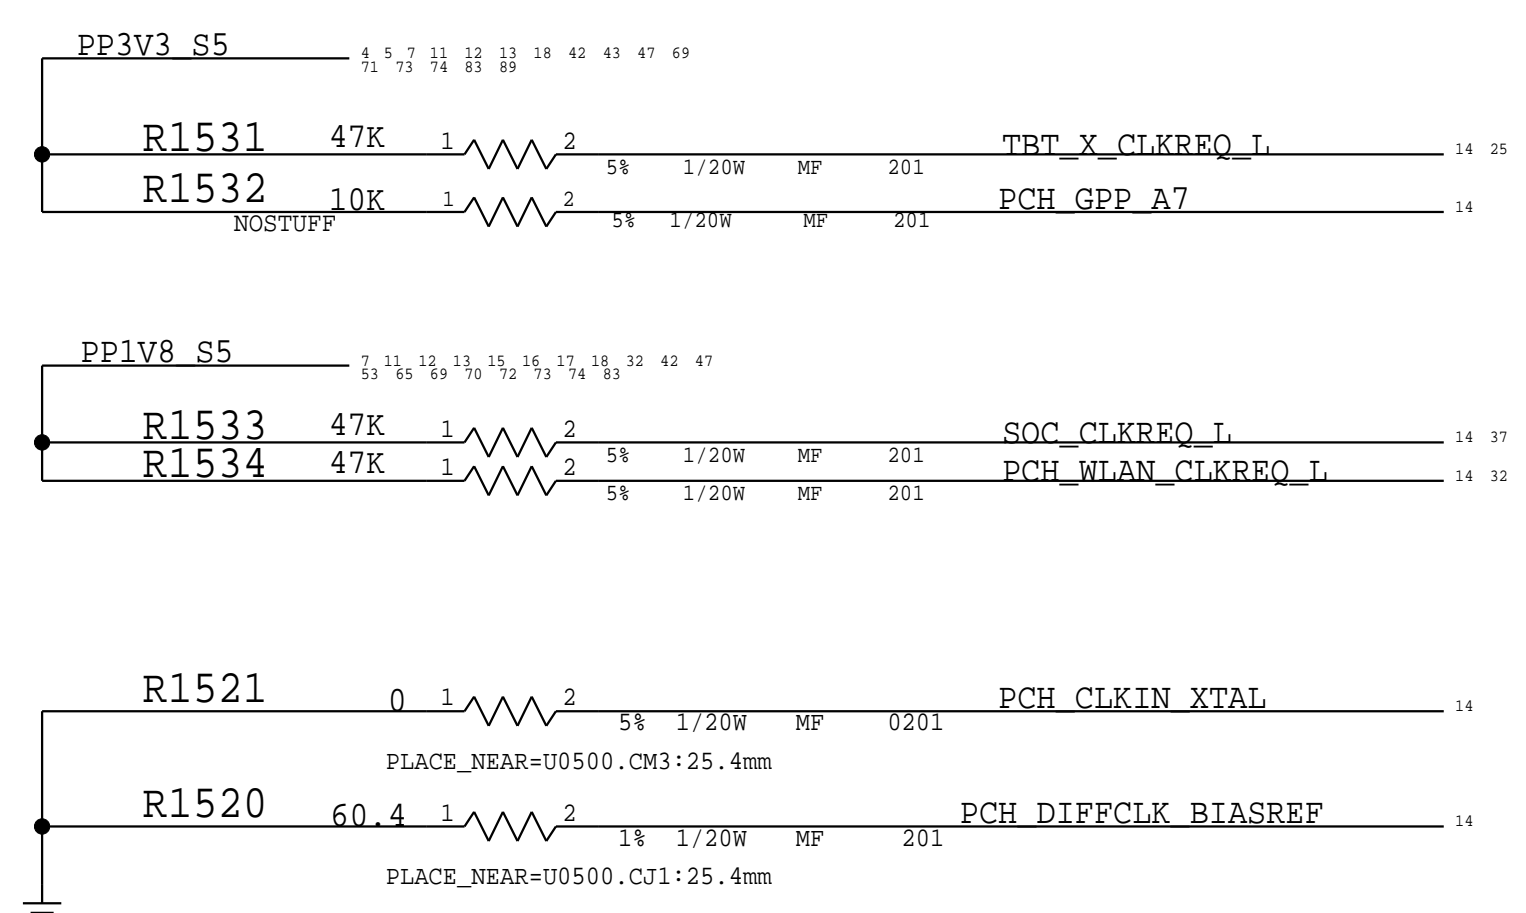 PP3V3_S5
4 5 7 11 12 13 18 42 43 47 69
71 73 74 83 89
R1531 47K 1 2 TBT_X_CLKREQ_L 14 25
5% 1/20W MF 201
R1532 10K 1 2 PCH_GPP_A7 14
NOSTUFF 5% 1/20W MF 201
PP1V8_S5
7 11 12 13 15 16 17 18 32 42 47
53 65 69 70 72 73 74 83
R1533 47K 1 2 SOC_CLKREQ_L 14 37
5% 1/20W MF 201
R1534 47K 1 2 PCH_WLAN_CLKREQ_L 14 32
5% 1/20W MF 201
R1521 0 1 2 PCH_CLKIN_XTAL 14
5% 1/20W MF 0201
PLACE_NEAR=U0500.CM3:25.4mm
R1520 60.4 1 2 PCH_DIFFCLK_BIASREF 14
1% 1/20W MF 201
PLACE_NEAR=U0500.CJ1:25.4mm